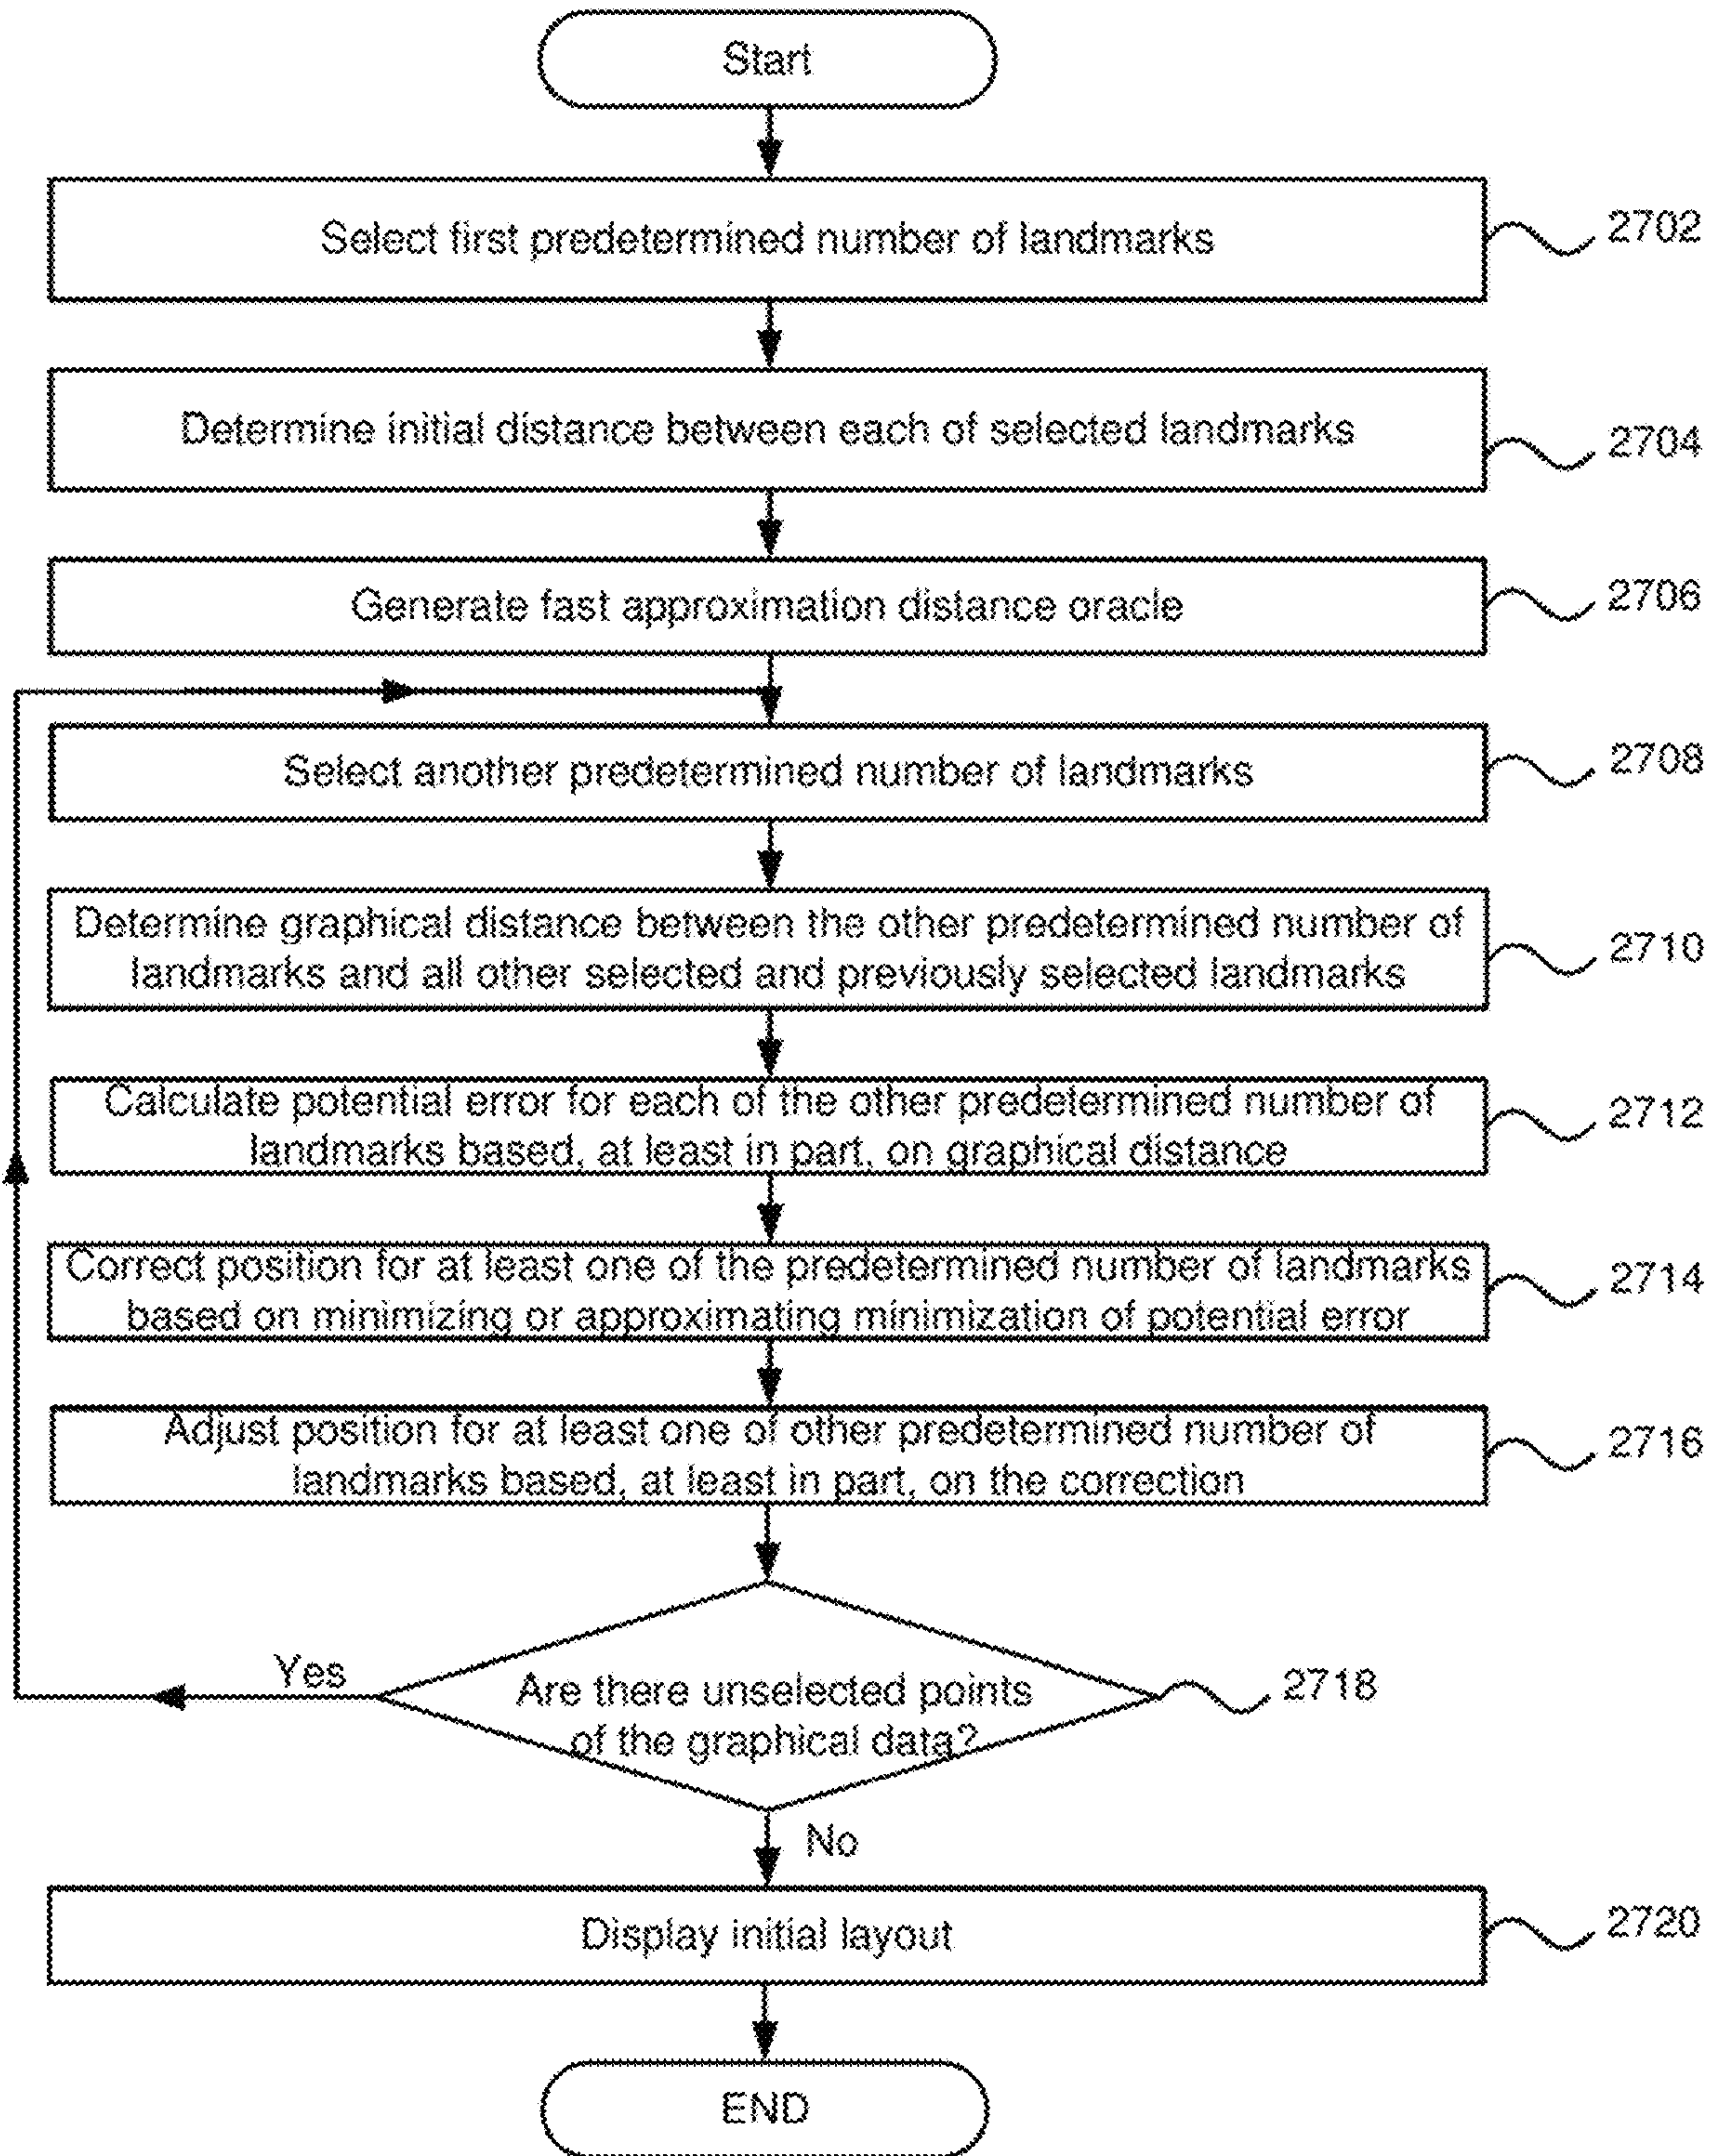 Start
Select first predetermined number of landmarks
2702
Determine initial distance between each of selected landmarks
2704
Generate fast approximation distance oracle
2706
Select another predetermined number of landmarks
2708
Determine graphical distance between the other predetermined number of
landmarks and all other selected and previously selected landmarks
2710
Calculate potential error for each of the other predetermined number of
landmarks based, at least in part, on graphical distance
2712
Correct position for at least one of the predetermined number of landmarks
based on minimizing or approximating minimization of potential error
2714
Adjust position for at least one of other predetermined number of
landmarks based, at least in part, on the correction
2716
Yes
Are there unselected points
of the graphical data?
2718
No
Display initial layout
2720
END